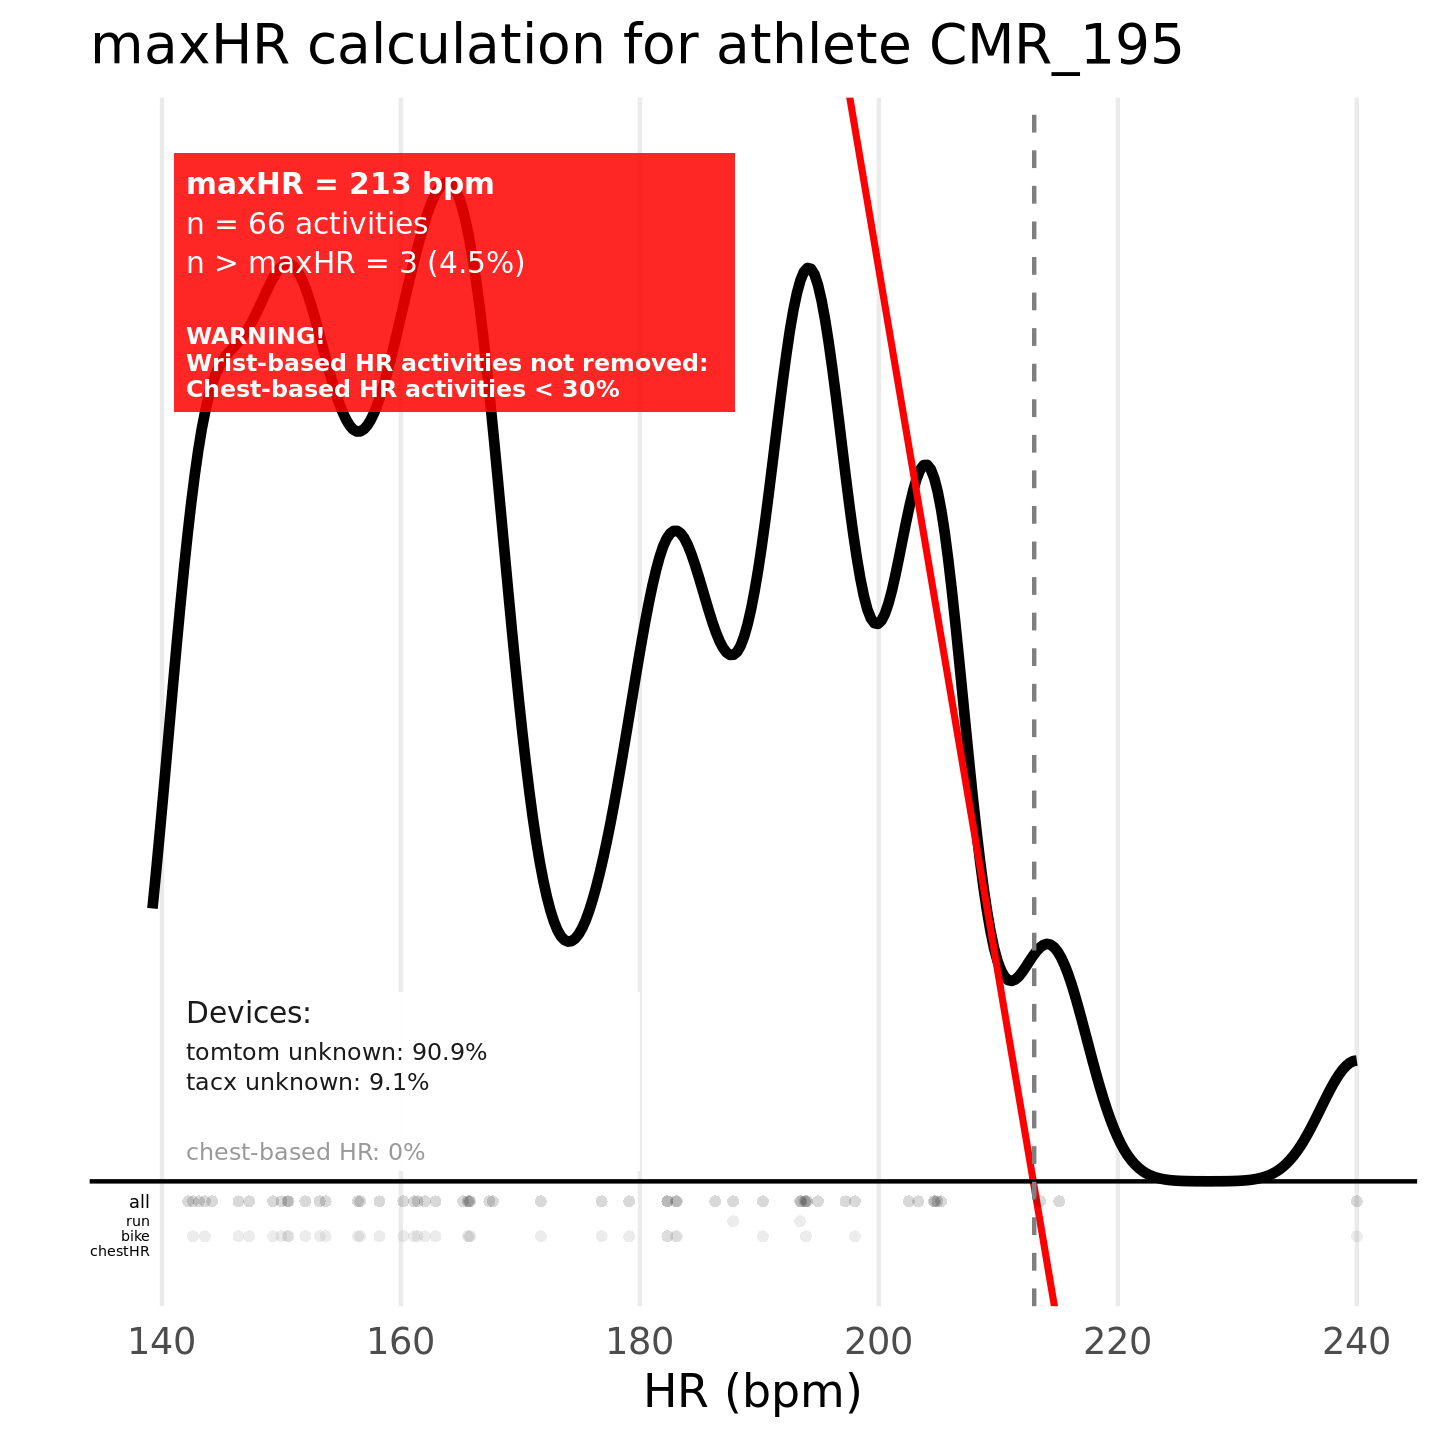 maxHR calculation for athlete CMR_195
maxHR = 213 bpm
n = 66 activities
n > maxHR = 3 (4.5%)
WARNING!
Wrist-based HR activities not removed:
Chest-based HR activities < 30%
Devices:
tomtom unknown: 90.9%
tacx unknown: 9.1%
chest-based HR: 0%
all
run
bike
chestHR
140 160 180 200 220 240
HR (bpm)